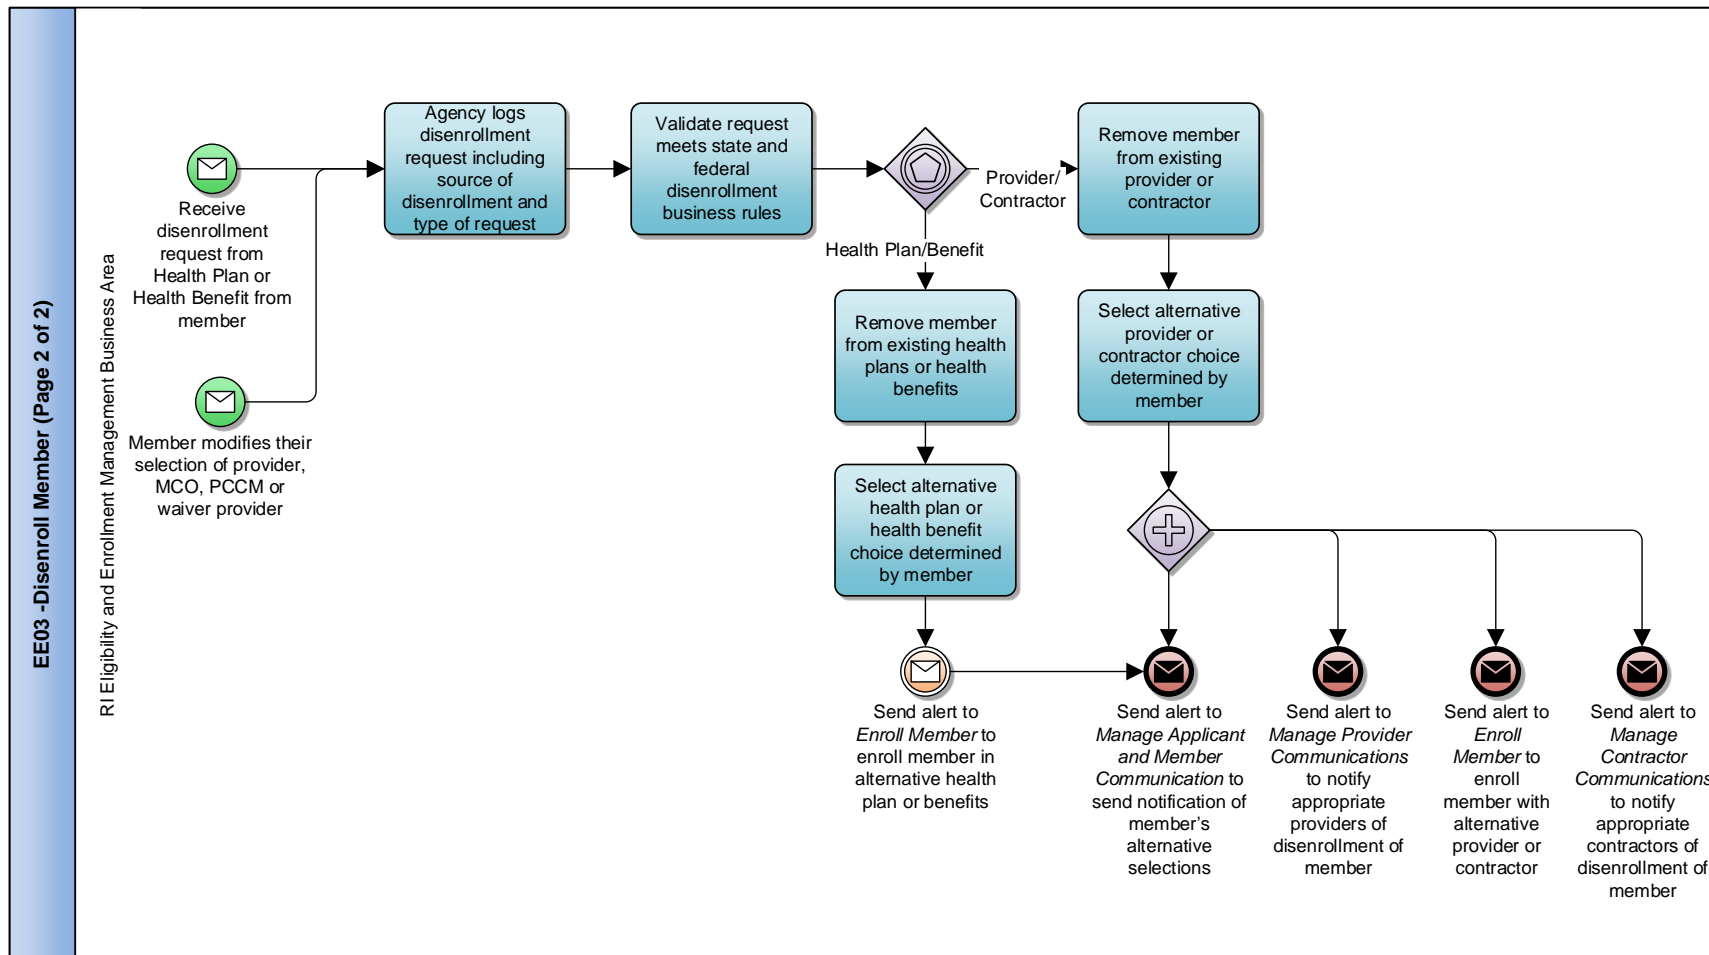 EE03 -Disenroll Member (Page 2 of 2)
RI Eligibility and Enrollment Management Business Area
Receive
disenrollment
request from
Health Plan or
Health Benefit from
member
Member modifies their
selection of provider,
MCO, PCCM or
waiver provider
Agency logs
disenrollment
request including
source of
disenrollment and
type of request
Validate request
meets state and
federal
disenrollment
business rules
Provider/
Contractor
Health Plan/Benefit
Remove member
from existing
provider or
contractor
Remove member
from existing health
plans or health
benefits
Select alternative
provider or
contractor choice
determined by
member
Select alternative
health plan or
health benefit
choice determined
by member
Send alert to
Enroll Member to
enroll member in
alternative health
plan or benefits
Send alert to
Manage Applicant
and Member
Communication to
send notification of
member’s
alternative
selections
Send alert to
Manage Provider
Communications
to notify
appropriate
providers of
disenrollment of
member
Send alert to
Enroll
Member to
enroll
member with
alternative
provider or
contractor
Send alert to
Manage
Contractor
Communications
to notify
appropriate
contractors of
disenrollment of
member